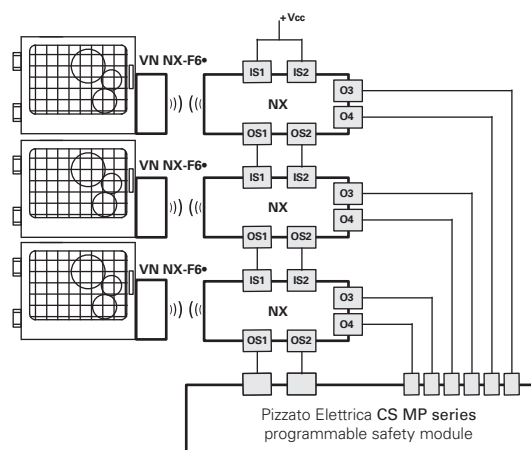 +Vcc
VN NX-F6•
IS1 IS2
NX
O3
O4
OS1 OS2
VN NX-F6•
IS1 IS2
NX
O3
O4
OS1 OS2
VN NX-F6•
IS1 IS2
NX
O3
O4
OS1 OS2
Pizzato Elettrica CS MP series
programmable safety module